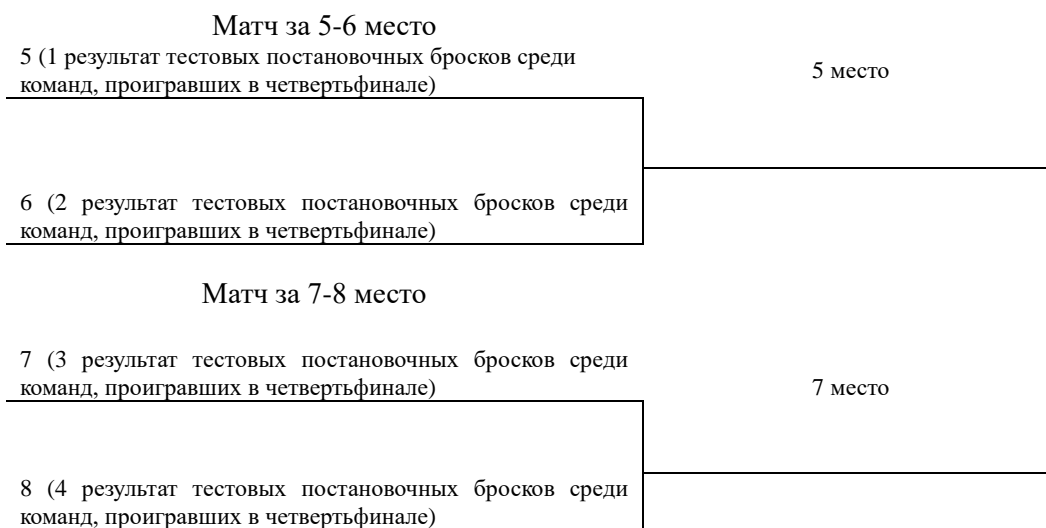 Матч за 5-6 место
5 (1 результат тестовых постановочных бросков среди
команд, проигравших в четвертьфинале)
5 место
6 (2 результат тестовых постановочных бросков среди
команд, проигравших в четвертьфинале)
Матч за 7-8 место
7 (3 результат тестовых постановочных бросков среди
команд, проигравших в четвертьфинале)
7 место
8 (4 результат тестовых постановочных бросков среди
команд, проигравших в четвертьфинале)